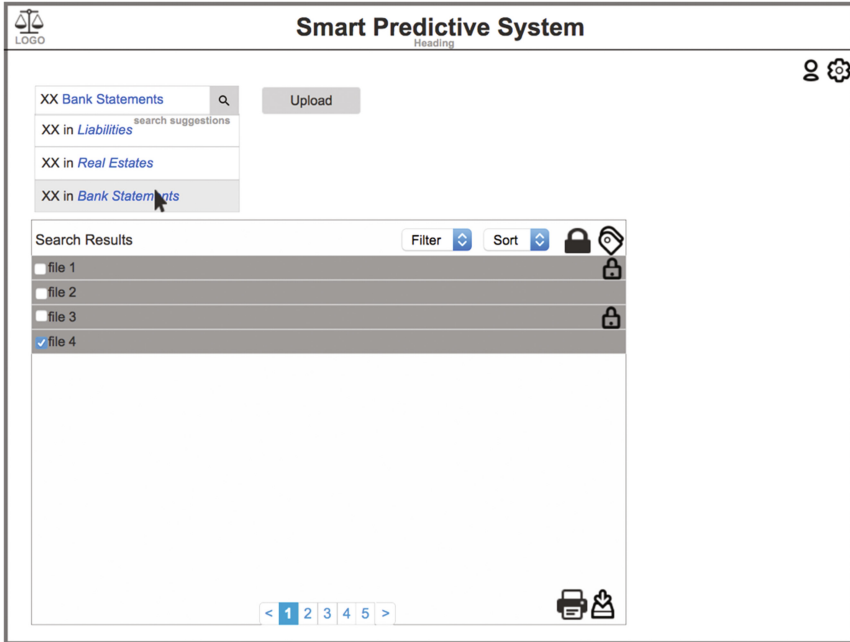 LOGO
Smart Predictive System
Heading
XX Bank Statements
Upload
search suggestions
XX in Liabilities
XX in Real Estates
XX in Bank Statements
Search Results Filter Sort
file 1
file 2
file 3
file 4
< 1 2 3 4 5 >